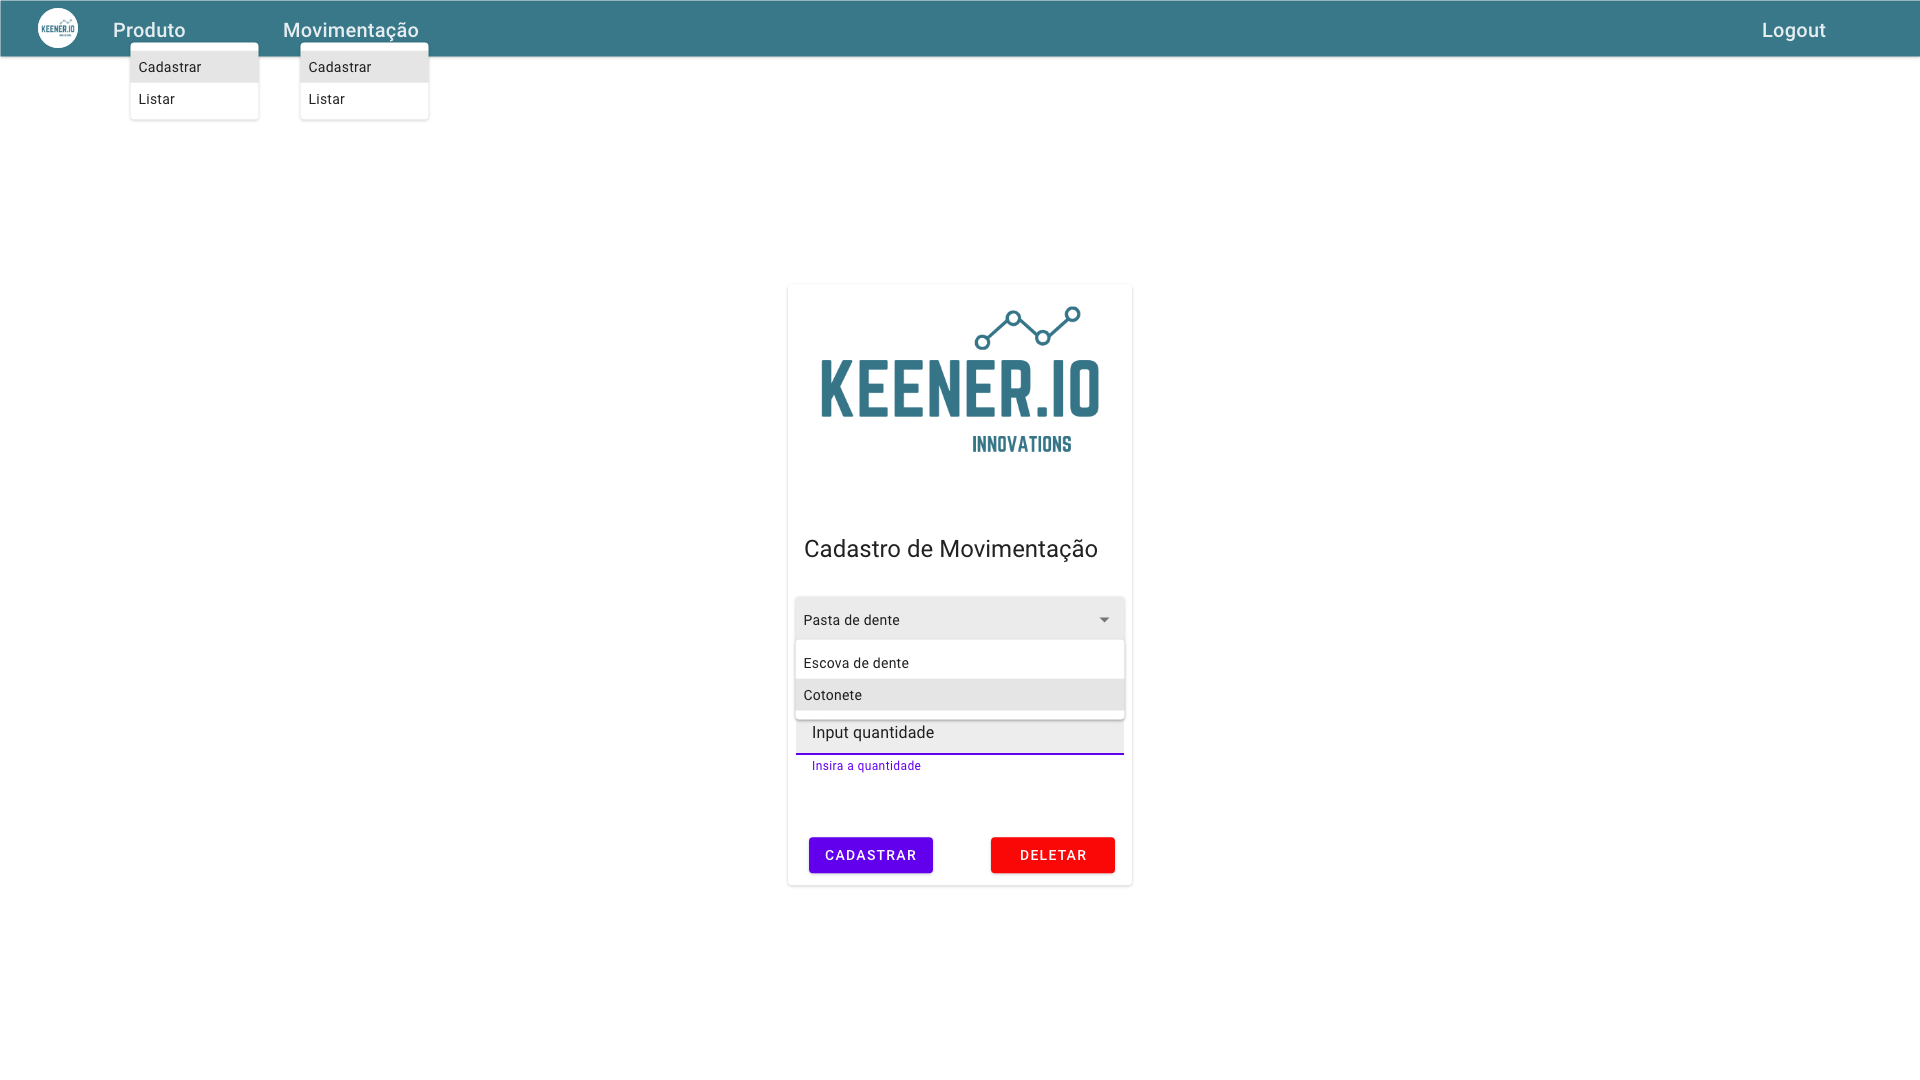 KEENER.IO
Produto
Movimentação
Logout
Cadastrar
Listar
Cadastrar
Listar
KEENER.IO
INNOVATIONS
Cadastro de Movimentação
Pasta de dente
Escova de dente
Cotonete
Input quantidade
Insira a quantidade
CADASTRAR
DELETAR